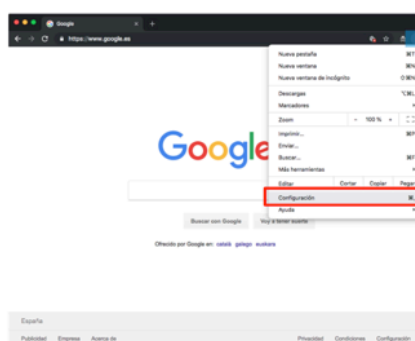 Google
https://www.google.es
Nueva pestaña
Nueva ventana
Nueva ventana de incógnito
Descargas
Marcadores
Zoom - 100 % +
Imprimir...
Enviar...
Buscar...
Más herramientas
Editar Cortar Copiar Pegar
Configuración
Ayuda
Google
Buscar con Google Voy a tener suerte
Ofrecido por Google en: català galego euskara
España
Publicidad Empresa Acerca de Privacidad Condiciones Configuración